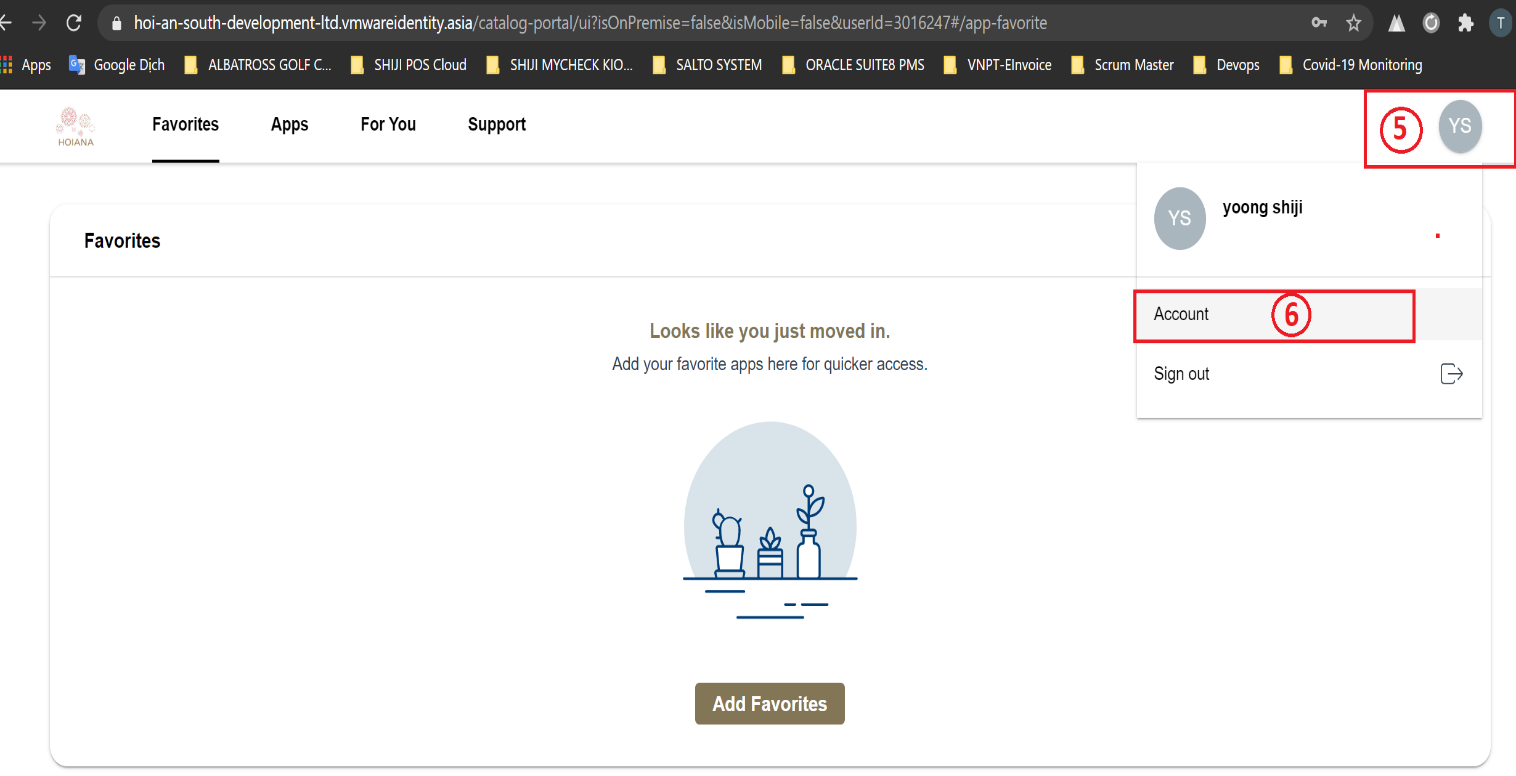 hoi-an-south-development-ltd.vmwareidentity.asia/catalog-portal/ui?isOnPremise=false&isMobile=false&userId=3016247#/app-favorite
T
Apps Google Dịch ALBATROSS GOLF C... SHIJI POS Cloud SHIJI MYCHECK KIO... SALTO SYSTEM ORACLE SUITE8 PMS VNPT-EInvoice Scrum Master Devops Covid-19 Monitoring
HOIANA
Favorites Apps For You Support
5 YS
YS yoong shiji
Favorites
Account 6
Looks like you just moved in.
Add your favorite apps here for quicker access.
Sign out
Add Favorites